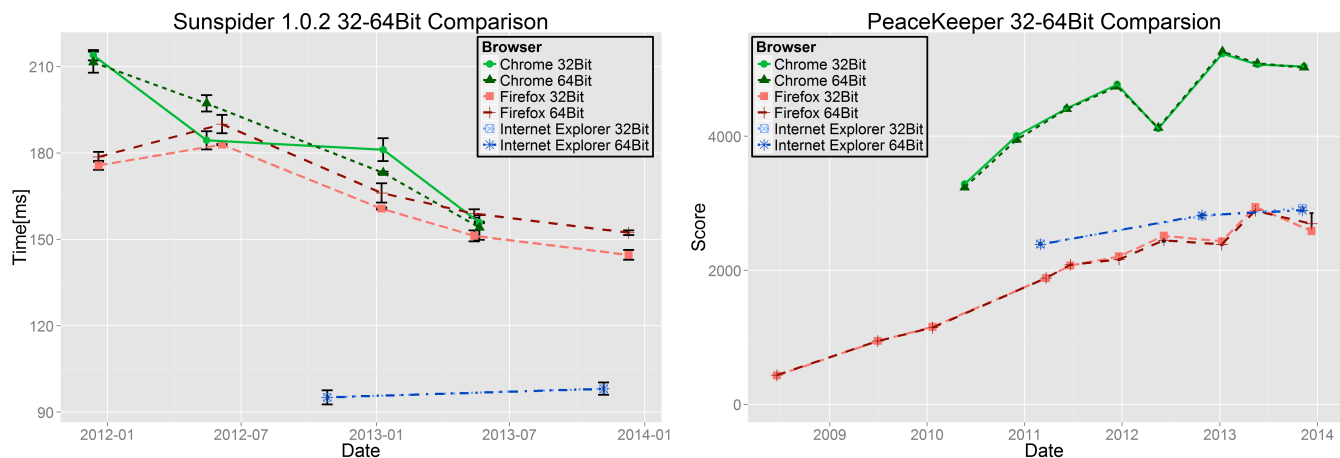 Sunspider 1.0.2 32-64Bit Comparison
Time[ms]
210
180
150
120
90
Browser
Chrome 32Bit
Chrome 64Bit
Firefox 32Bit
Firefox 64Bit
Internet Explorer 32Bit
Internet Explorer 64Bit
2012-01 2012-07 2013-01 2013-07 2014-01
Date
PeaceKeeper 32-64Bit Comparsion
Score
4000
2000
0
Browser
Chrome 32Bit
Chrome 64Bit
Firefox 32Bit
Firefox 64Bit
Internet Explorer 32Bit
Internet Explorer 64Bit
2009 2010 2011 2012 2013 2014
Date